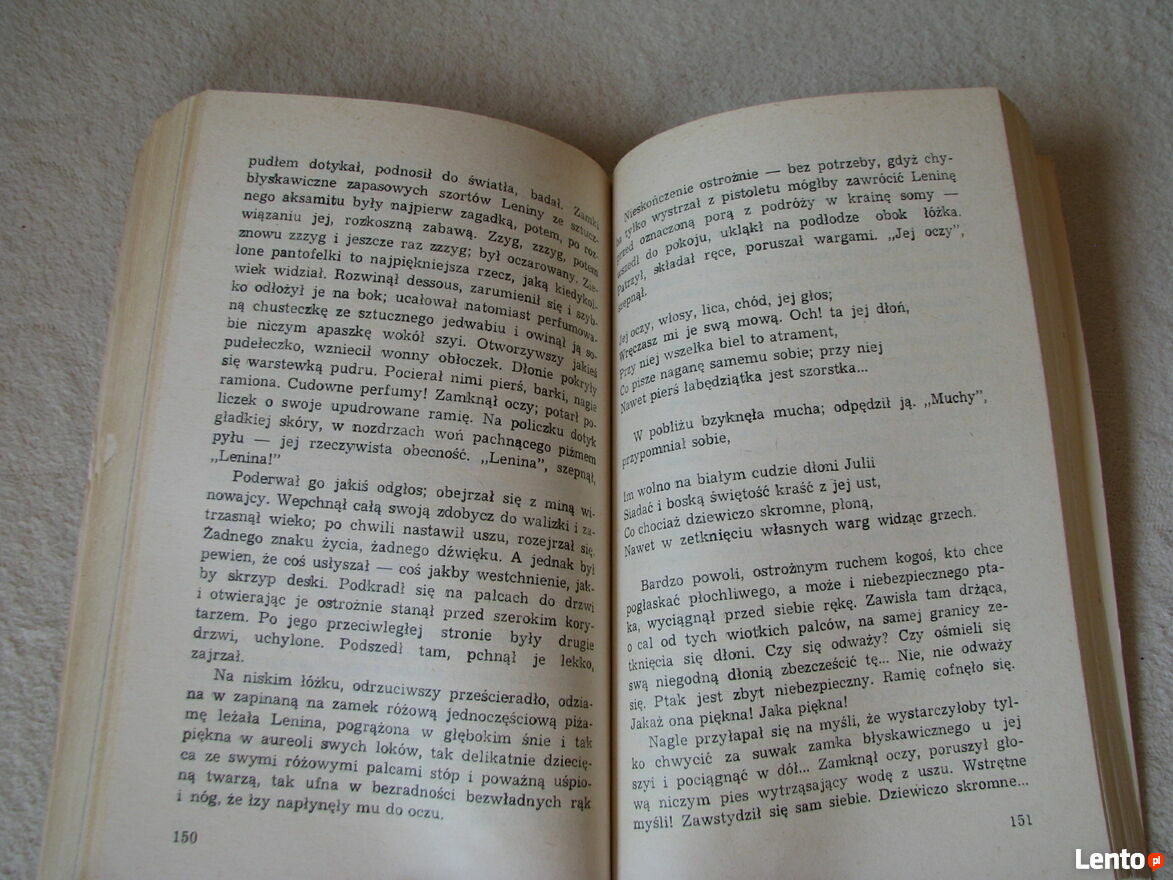 pudłem dotykał, podnosił do światła, badał. Zamki
błyskawiczne zapasowych szortów Leniny ze sztucz-
nego aksamitu były najpierw zagadką, potem, po roz-
wiązaniu jej, rozkoszną zabawą. Zzyg, zzzyg, potem
znowu zzzyg i jeszcze raz zzzyg; był oczarowany. Zie-
lone pantofelki to najpiękniejsza rzecz, jaką kiedykol-
wiek widział. Rozwinął dessous, zarumienił się i szyb-
ko odłożył je na bok; ucałował natomiast perfumowa-
ną chusteczkę ze sztucznego jedwabiu i owinął ją so-
bie niczym apaszkę wokół szyi. Otworzywszy jakieś
pudełeczko, wzniecił wonny obłoczek. Dłonie pokryły
się warstewką pudru. Pocierał nimi pierś, barki, nagie
ramiona. Cudowne perfumy! Zamknął oczy; potarł po-
liczek o swoje upudrowane ramię. Na policzku dotyk
gładkiej skóry, w nozdrzach woń pachnącego piżmem
pyłu — jej rzeczywista obecność. „Lenina”, szepnął,
„Lenina!”
Poderwał go jakiś odgłos; obejrzał się z miną wi-
nowajcy. Wepchnął całą swoją zdobycz do walizki i za-
trzasnął wieko; po chwili nastawił uszu, rozejrzał się.
Żadnego znaku życia, żadnego dźwięku. A jednak był
pewien, że coś usłyszał — coś jakby westchnienie, jak-
by skrzyp deski. Podkradł się na palcach do drzwi
i otwierając je ostrożnie stanął przed szerokim kory-
tarzem. Po jego przeciwległej stronie były drugie
drzwi, uchylone. Podszedł tam, pchnął je lekko,
zajrzał.
Na niskim łóżku, odrzuciwszy prześcieradło, odzia-
na w zapinaną na zamek różową jednoczęściową piża-
mę leżała Lenina, pogrążona w głębokim śnie i tak
piękna w aureoli swych loków, tak delikatnie dziecię-
ca ze swymi różowymi palcami stóp i poważną uśpio-
ną twarzą, tak ufna w bezradności bezwładnych rąk
i nóg, że łzy napłynęły mu do oczu.
150
Nieskończenie ostrożnie — bez potrzeby, gdyż chy-
ba tylko wystrzał z pistoletu mógłby zawrócić Leninę
przed oznaczoną porą z podróży w krainę somy —
wszedł do pokoju, ukląkł na podłodze obok łóżka.
Patrzył, składał ręce, poruszał wargami. „Jej oczy”,
szepnął.
Jej oczy, włosy, lica, chód, jej głos;
Wręczasz mi je swą mową. Och! ta jej dłoń,
Przy niej wszelka biel to atrament,
Co pisze naganę samemu sobie; przy niej
Nawet pierś łabędziątka jest szorstka...
W pobliżu bzyknęła mucha; odpędził ją. „Muchy”,
przypomniał sobie,
Im wolno na białym cudzie dłoni Julii
Siadać i boską świętość kraść z jej ust,
Co chociaż dziewiczo skromne, płoną,
Nawet w zetknięciu własnych warg widząc grzech.
Bardzo powoli, ostrożnym ruchem kogoś, kto chce
pogłaskać płochliwego, a może i niebezpiecznego pta-
ka, wyciągnął przed siebie rękę. Zawisła tam drżąca,
o cal od tych wiotkich palców, na samej granicy ze-
tknięcia się dłoni. Czy się odważy? Czy ośmieli się
swą niegodną dłonią zbezcześcić tę... Nie, nie odważy
się. Ptak jest zbyt niebezpieczny. Ramię cofnęło się.
Jakaż ona piękna! Jaka piękna!
Nagle przyłapał się na myśli, że wystarczyłoby tyl-
ko chwycić za suwak zamka błyskawicznego u jej
szyi i pociągnąć w dół... Zamknął oczy, poruszył gło-
wą niczym pies wytrząsający wodę z uszu. Wstrętne
myśli! Zawstydził się sam siebie. Dziewiczo skromne...
151
Lento.pl